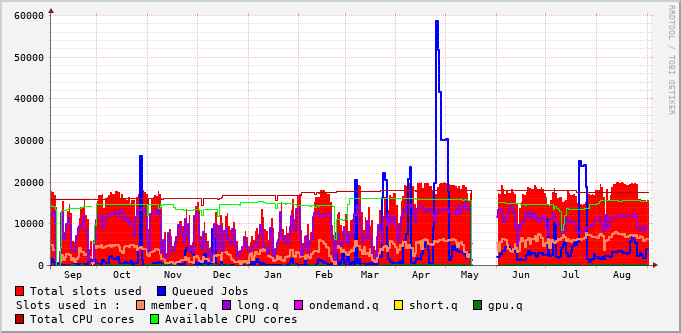 RRDTOOL / TOBI OETIKER
60000
50000
40000
30000
20000
10000
0
Sep Oct Nov Dec Jan Feb Mar Apr May Jun Jul Aug
Total slots used Queued Jobs
Slots used in : member.q long.q ondemand.q short.q gpu.q
Total CPU cores Available CPU cores